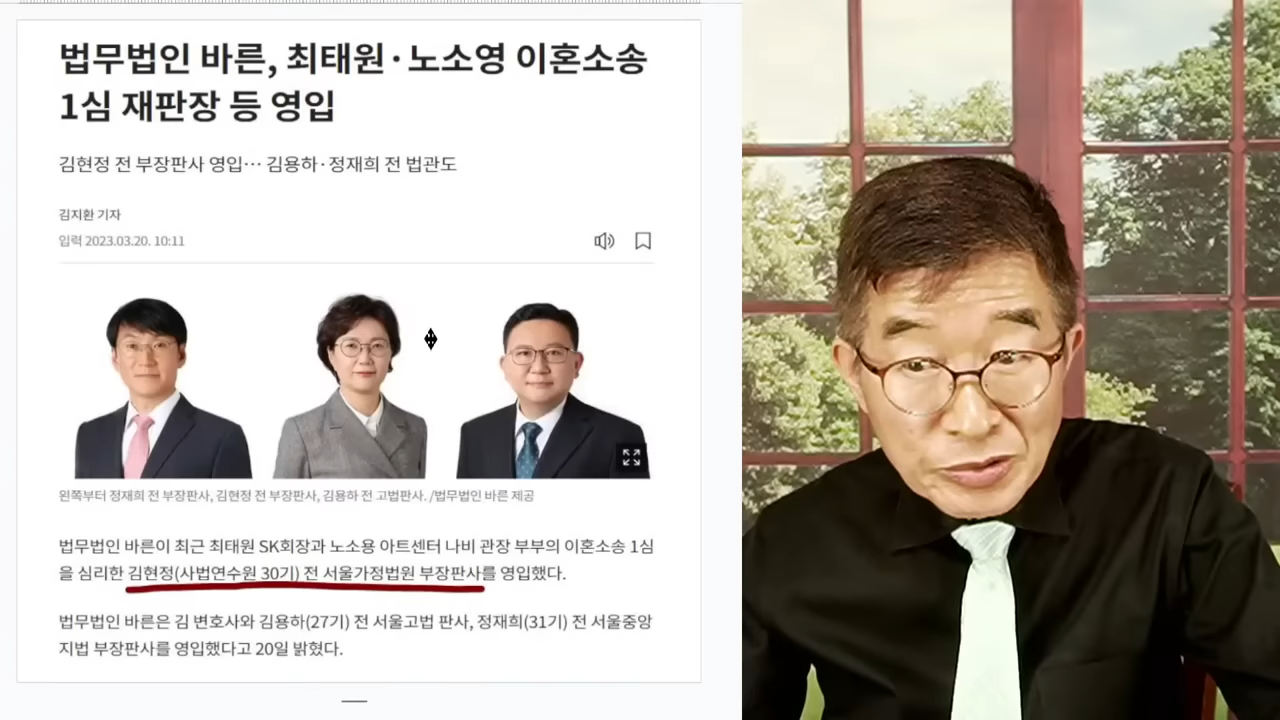 법무법인 바른, 최태원·노소영 이혼소송
1심 재판장 등 영입
김현정 전 부장판사 영입… 김용하·정재희 전 법관도
김지환 기자
입력 2023.03.20. 10:11
왼쪽부터 정재희 전 부장판사, 김현정 전 부장판사, 김용하 전 고법판사. /법무법인 바른 제공
법무법인 바른이 최근 최태원 SK회장과 노소용 아트센터 나비 관장 부부의 이혼소송 1심
을 심리한 김현정(사법연수원 30기) 전 서울가정법원 부장판사를 영입했다.
법무법인 바른은 김 변호사와 김용하(27기) 전 서울고법 판사, 정재희(31기) 전 서울중앙
지법 부장판사를 영입했다고 20일 밝혔다.